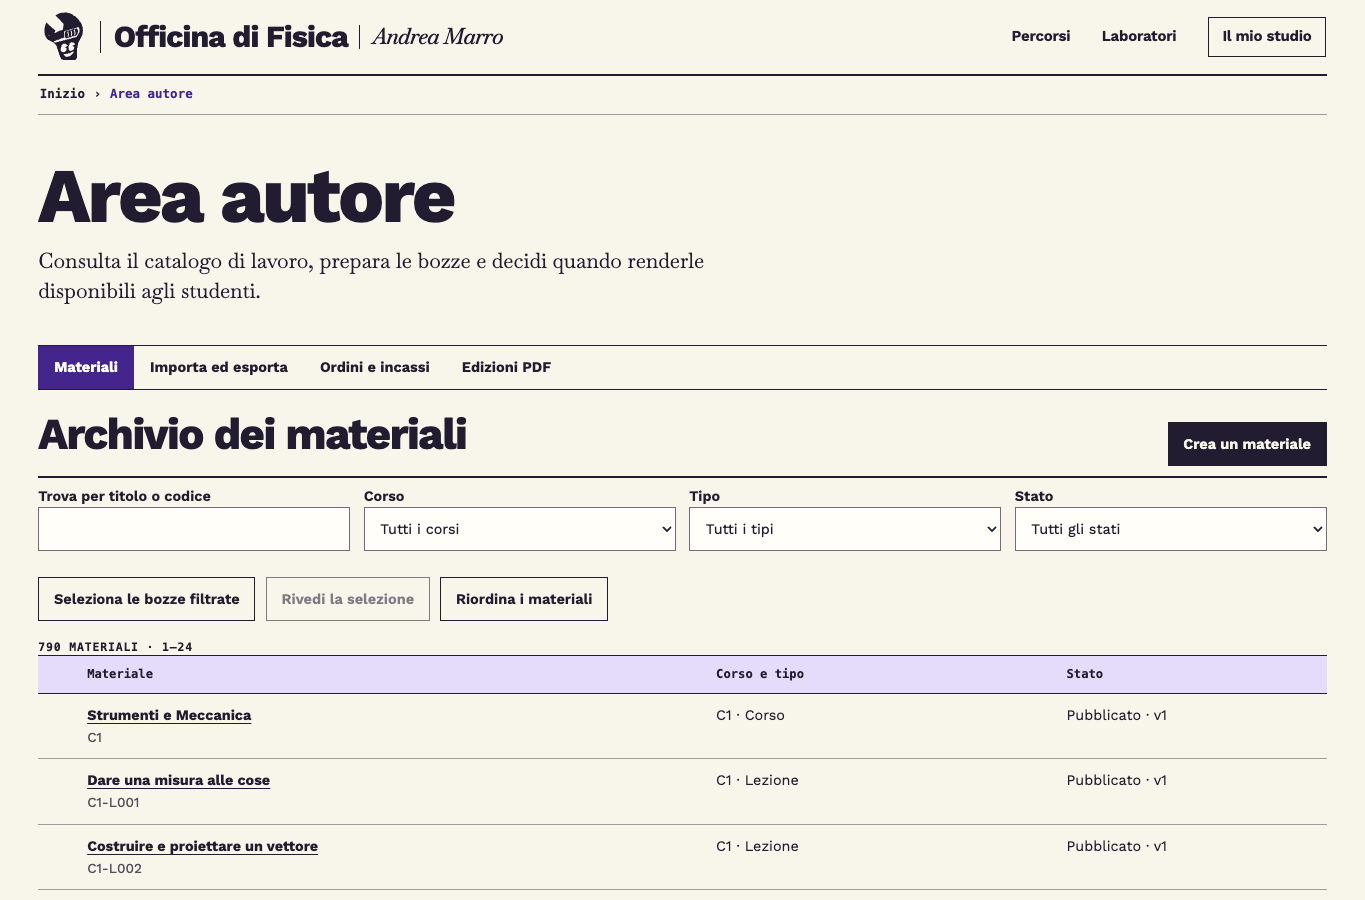 Officina di Fisica
Andrea Marro
Percorsi
Laboratori
Il mio studio
Inizio › Area autore
Area autore
Consulta il catalogo di lavoro, prepara le bozze e decidi quando renderle
disponibili agli studenti.
Materiali
Importa ed esporta
Ordini e incassi
Edizioni PDF
Archivio dei materiali
Crea un materiale
Trova per titolo o codice
Corso
Tipo
Stato
Tutti i corsi
Tutti i tipi
Tutti gli stati
Seleziona le bozze filtrate
Rivedi la selezione
Riordina i materiali
790 MATERIALI · 1–24
Materiale
Corso e tipo
Stato
Strumenti e Meccanica
C1 · Corso
Pubblicato · v1
C1
Dare una misura alle cose
C1 · Lezione
Pubblicato · v1
C1-L001
Costruire e proiettare un vettore
C1 · Lezione
Pubblicato · v1
C1-L002